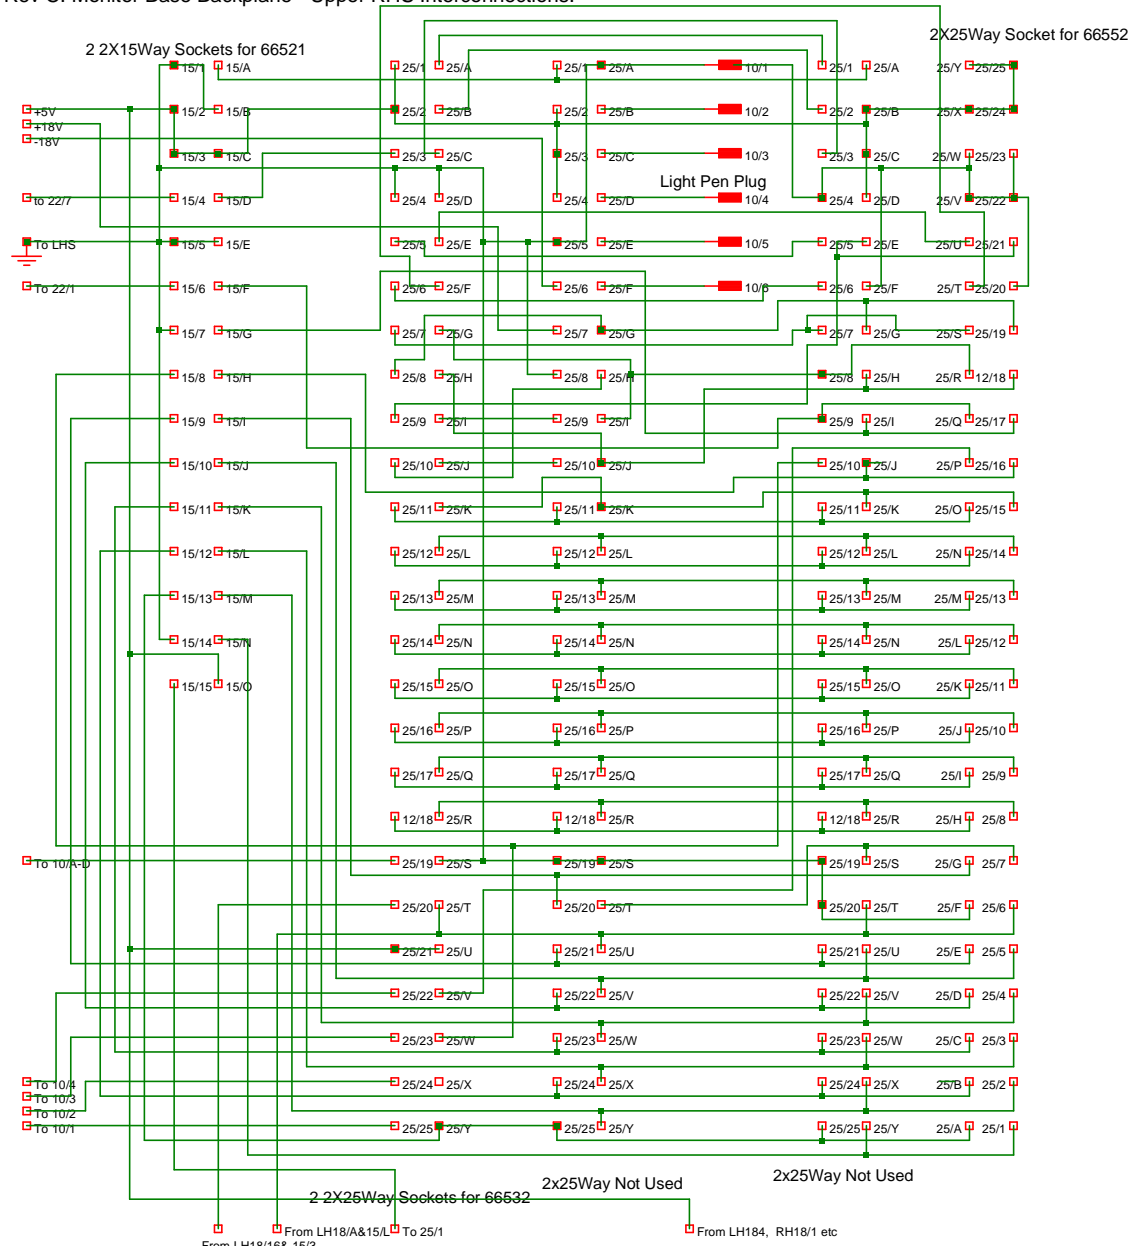 Rev C: Monitor Base Backplane - Upper RHS Interconnections.
2 2X15Way Sockets for 66521
2X25Way Socket for 66552
15/1 15/A 25/1 25/A 25/1 25/A 10/1 25/1 25/A 25/Y 25/25
+5V 15/2 15/B 25/2 25/B 25/2 25/B 10/2 25/2 25/B 25/X 25/24
+18V
-18V
15/3 15/C 25/3 25/C 25/3 25/C 10/3 25/3 25/C 25/W 25/23
Light Pen Plug
to 22/7 15/4 15/D 25/4 25/D 25/4 25/D 10/4 25/4 25/D 25/V 25/22
To LHS 15/5 15/E 25/5 25/E 25/5 25/E 10/5 25/5 25/E 25/U 25/21
To 22/1 15/6 15/F 25/6 25/F 25/6 25/F 10/6 25/6 25/F 25/T 25/20
15/7 15/G 25/7 25/G 25/7 25/G 25/7 25/G 25/S 25/19
15/8 15/H 25/8 25/H 25/8 25/H 25/8 25/H 25/R 12/18
15/9 15/I 25/9 25/I 25/9 25/I 25/9 25/I 25/Q 25/17
15/10 15/J 25/10 25/J 25/10 25/J 25/10 25/J 25/P 25/16
15/11 15/K 25/11 25/K 25/11 25/K 25/11 25/K 25/O 25/15
15/12 15/L 25/12 25/L 25/12 25/L 25/12 25/L 25/N 25/14
15/13 15/M 25/13 25/M 25/13 25/M 25/13 25/M 25/M 25/13
15/14 15/N 25/14 25/N 25/14 25/N 25/14 25/N 25/L 25/12
15/15 15/O 25/15 25/O 25/15 25/O 25/15 25/O 25/K 25/11
25/16 25/P 25/16 25/P 25/16 25/P 25/J 25/10
25/17 25/Q 25/17 25/Q 25/17 25/Q 25/I 25/9
12/18 25/R 12/18 25/R 12/18 25/R 25/H 25/8
To 10/A-D 25/19 25/S 25/19 25/S 25/19 25/S 25/G 25/7
25/20 25/T 25/20 25/T 25/20 25/T 25/F 25/6
25/21 25/U 25/21 25/U 25/21 25/U 25/E 25/5
25/22 25/V 25/22 25/V 25/22 25/V 25/D 25/4
25/23 25/W 25/23 25/W 25/23 25/W 25/C 25/3
To 10/4 25/24 25/X 25/24 25/X 25/24 25/X 25/B 25/2
To 10/3
To 10/2
To 10/1 25/25 25/Y 25/25 25/Y 25/25 25/Y 25/A 25/1
2x25Way Not Used
2x25Way Not Used
2 2X25Way Sockets for 66532
From LH18/A&15/L To 25/1 From LH184, RH18/1 etc
From LH18/16& 15/3